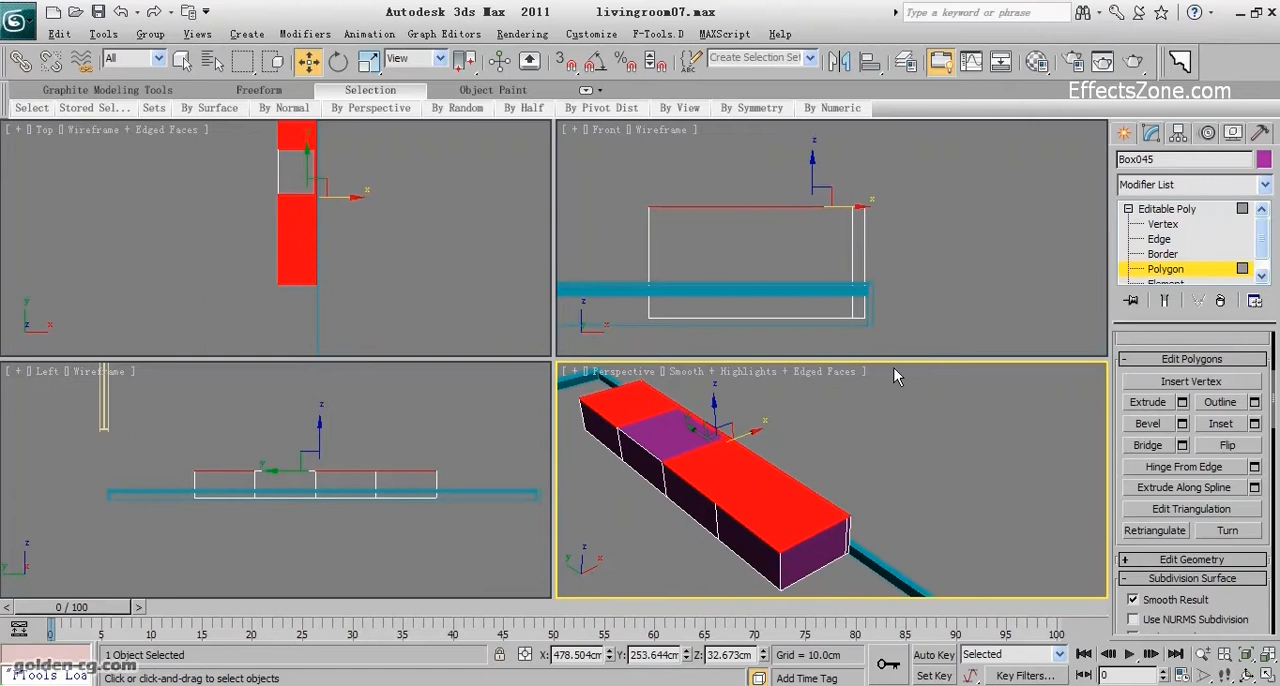 Autodesk 3ds Max 2011 livingroom07.max
Type a keyword or phrase
Edit Tools Group Views Create Modifiers Animation Graph Editors Rendering Customize F-Tools.D MAXScript Help
All View 3 Create Selection Set
Graphite Modeling Tools Freeform Selection Object Paint
EffectsZone.com
Select Stored Sel... Sets By Surface By Normal By Perspective By Random By Half By Pivot Dist By View By Symmetry By Numeric
[ + [] Top [] Wireframe + Edged Faces ]
[ + [] Front [] Wireframe ]
Box045
Modifier List
Editable Poly
Vertex
Edge
Border
Polygon
Element
x
y
z x
z
x
z
x
[ + [] Left [] Wireframe ]
[ + [] Perspective [] Smooth + Highlights + Edged Faces ]
z
y
z
y
z
x
z
y x
Edit Polygons
Insert Vertex
Extrude Outline
Bevel Inset
Bridge Flip
Hinge From Edge
Extrude Along Spline
Edit Triangulation
Retriangulate Turn
Edit Geometry
Subdivision Surface
Smooth Result
Use NURMS Subdivision
< 0 / 100 >
0 5 10 15 20 25 30 35 40 45 50 55 60 65 70 75 80 85 90 95 100
1 Object Selected X: 478.504cm Y: 253.644cm Z: 32.673cm Grid = 10.0cm Auto Key Selected
golden-cg.com
"FTools Loa Click or click-and-drag to select objects Add Time Tag Set Key Key Filters... 0